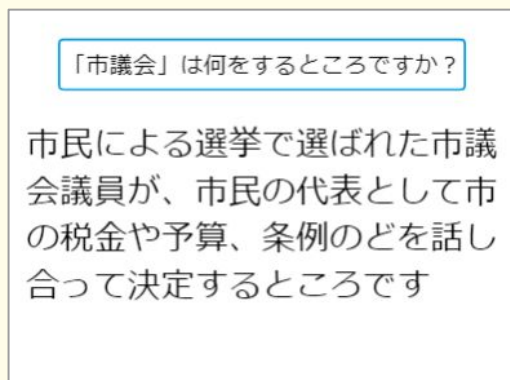 「市議会」は何をするところですか？
市民による選挙で選ばれた市議
会議員が、市民の代表として市
の税金や予算、条例のどを話し
合って決定するところです